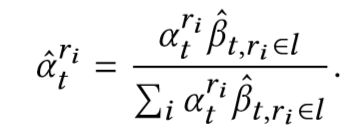 $$\hat{\alpha}_t^{r_i} = \frac{\alpha_t^{r_i} \hat{\beta}_{t,r_i \in l}}{\sum_i \alpha_t^{r_i} \hat{\beta}_{t,r_i \in l}}.$$